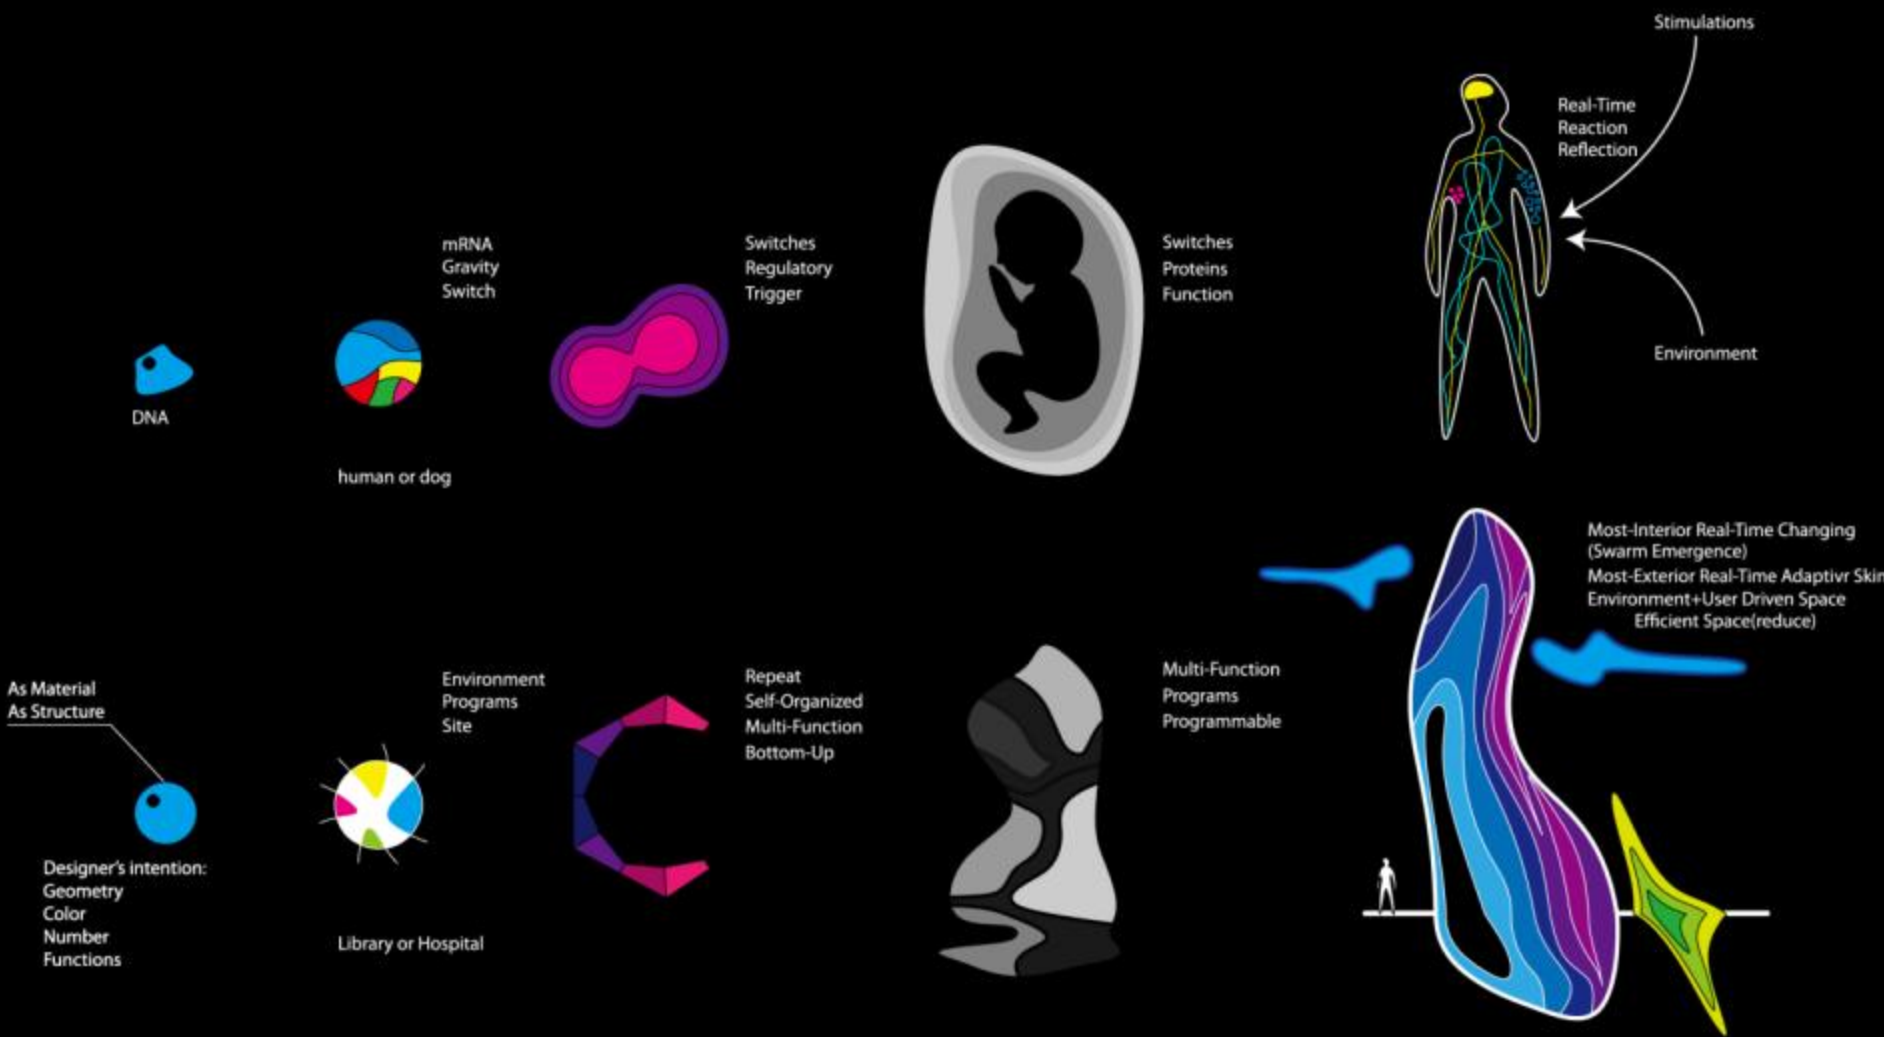 Stimulations
Real-Time
Reaction
Reflection
mRNA
Gravity
Switch
Switches
Regulatory
Trigger
Switches
Proteins
Function
Environment
DNA
human or dog
Most-Interior Real-Time Changing
(Swarm Emergence)
Most-Exterior Real-Time Adaptivr Skin
Environment+User Driven Space
Efficient Space(reduce)
As Material
As Structure
Environment
Programs
Site
Repeat
Self-Organized
Multi-Function
Bottom-Up
Multi-Function
Programs
Programmable
Designer's intention:
Geometry
Color
Number
Functions
Library or Hospital